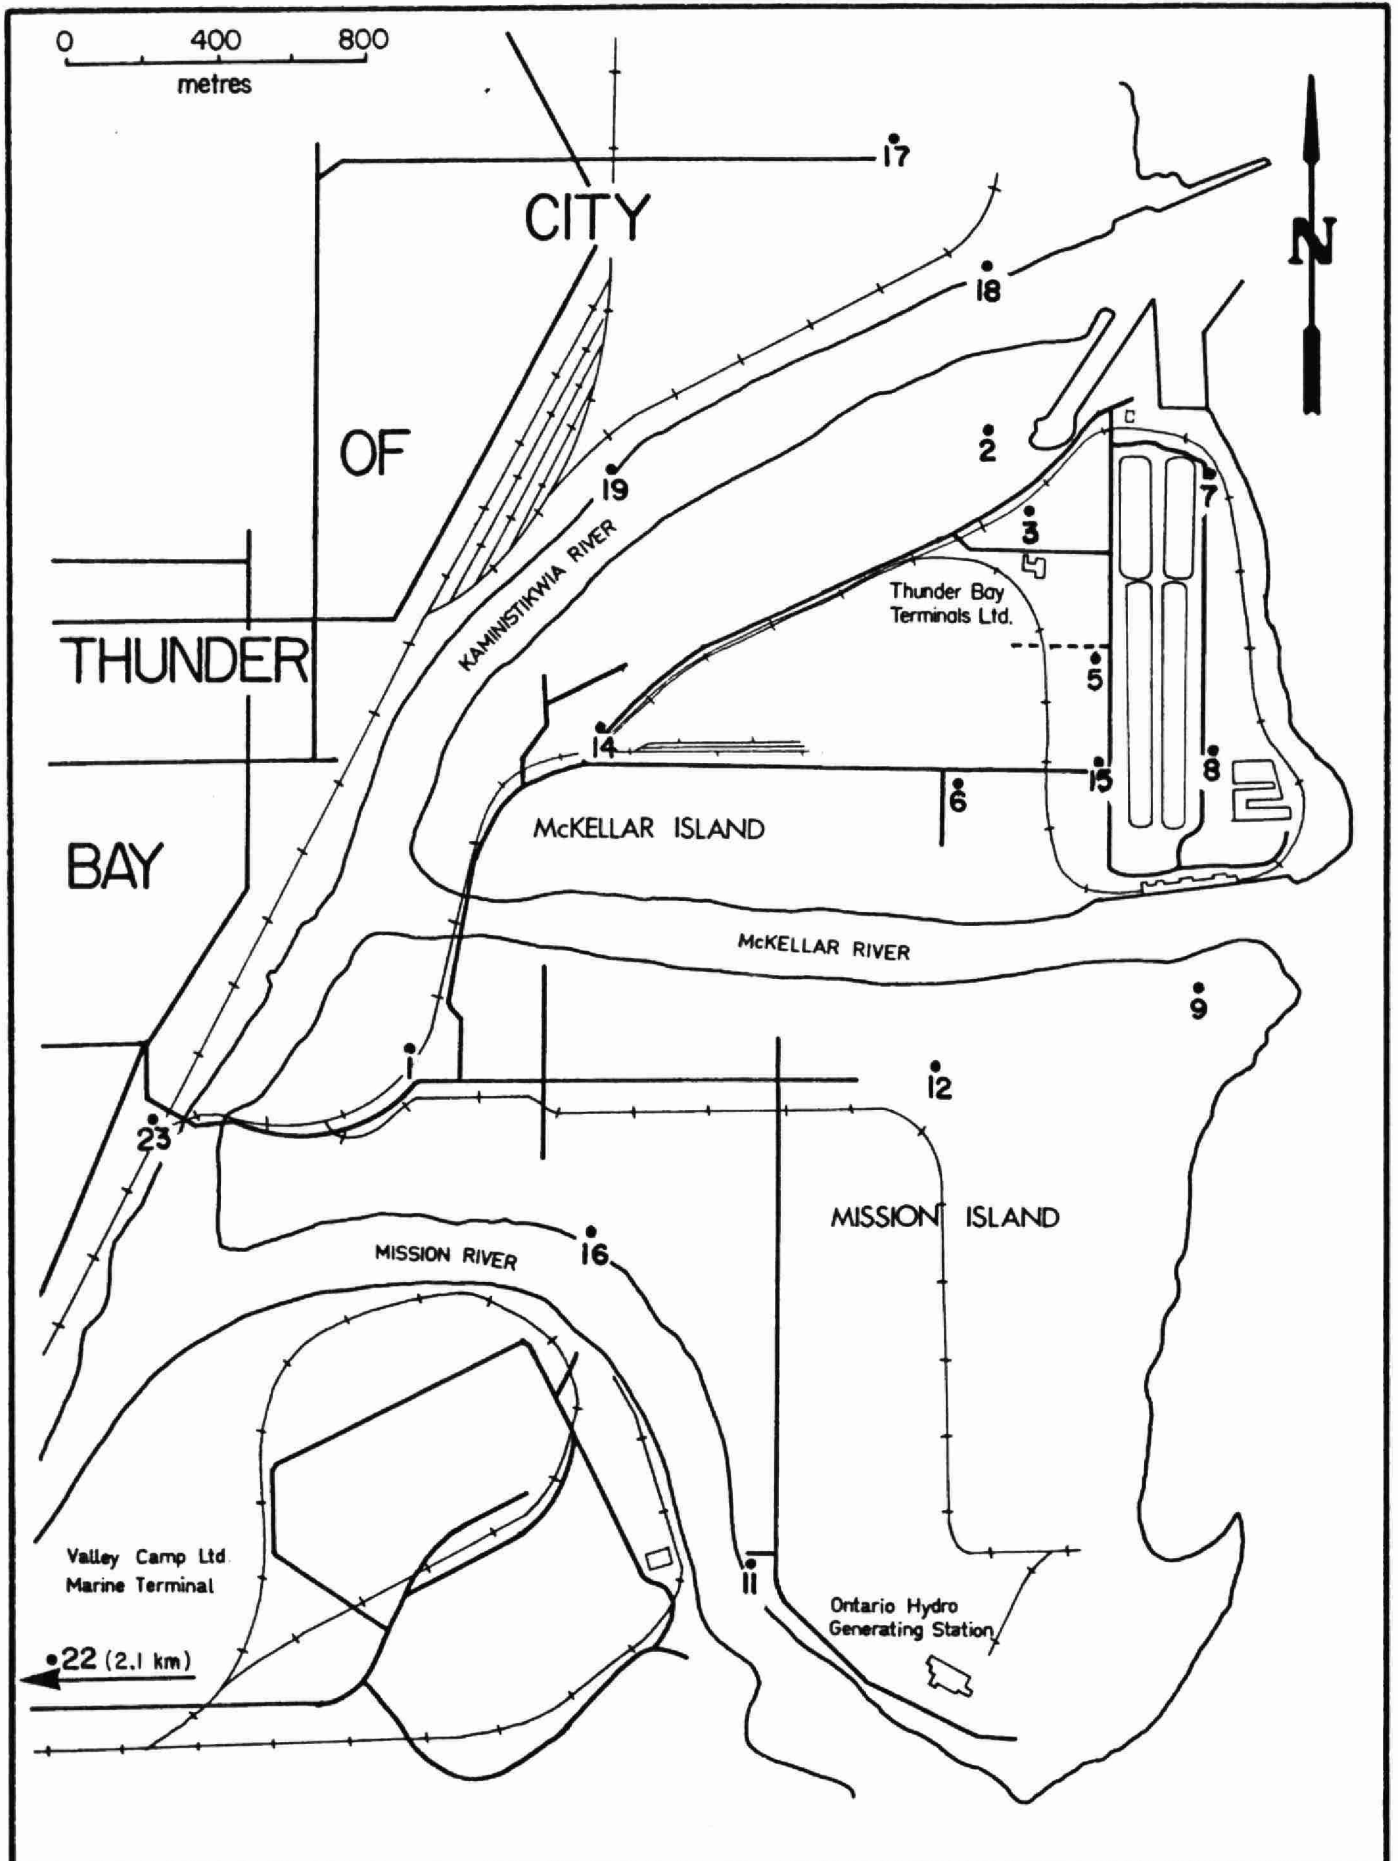 0 400 800
metres
17
CITY
N
18
OF
2
19
7
3
KAMINISTIKWIA RIVER
Thunder Bay
Terminals Ltd.
THUNDER
5
14
15
8
6
McKELLAR ISLAND
BAY
McKELLAR RIVER
9
1
12
23
MISSION ISLAND
16
MISSION RIVER
Valley Camp Ltd.
Marine Terminal
11
Ontario Hydro
Generating Station
22 (2.1 km)